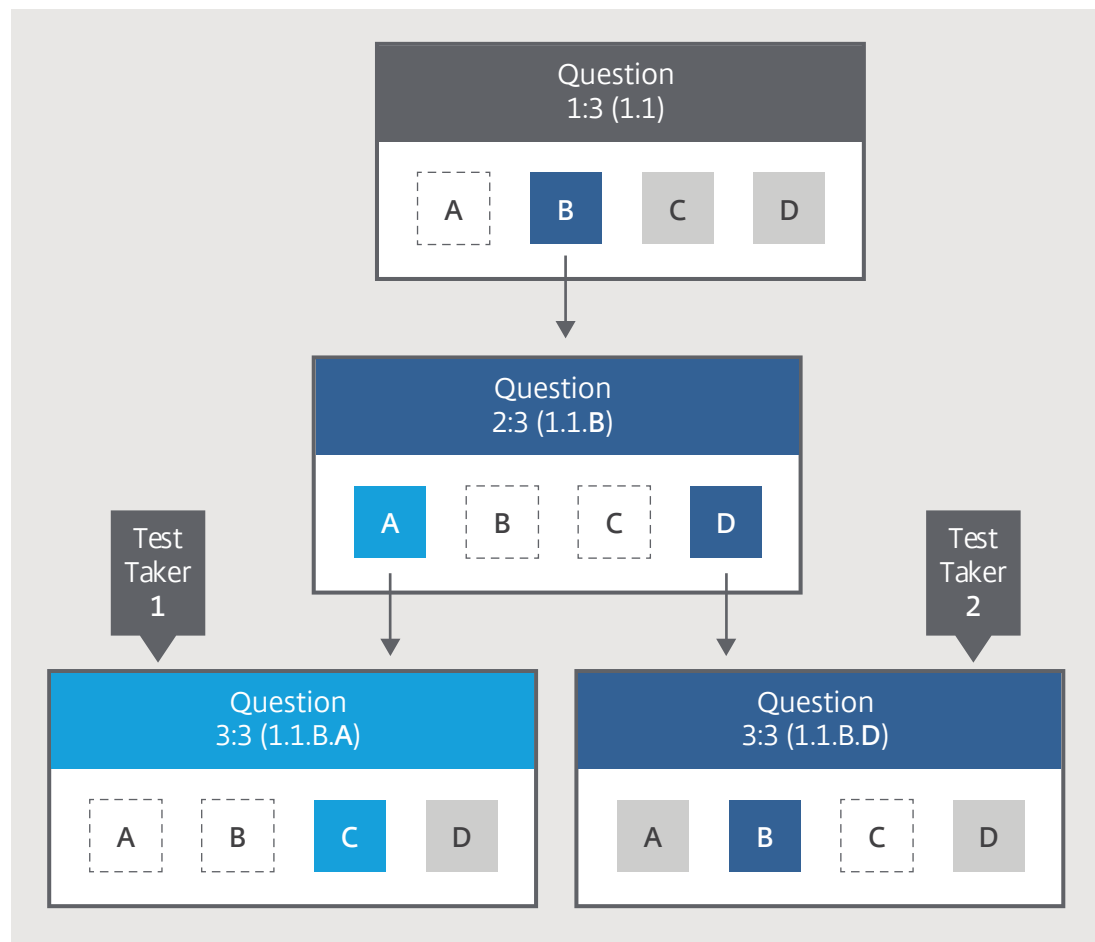 Question
1:3 (1.1)
A B C D
Question
2:3 (1.1.B)
A B C D
Test
Taker
1
Test
Taker
2
Question
3:3 (1.1.B.A)
A B C D
Question
3:3 (1.1.B.D)
A B C D